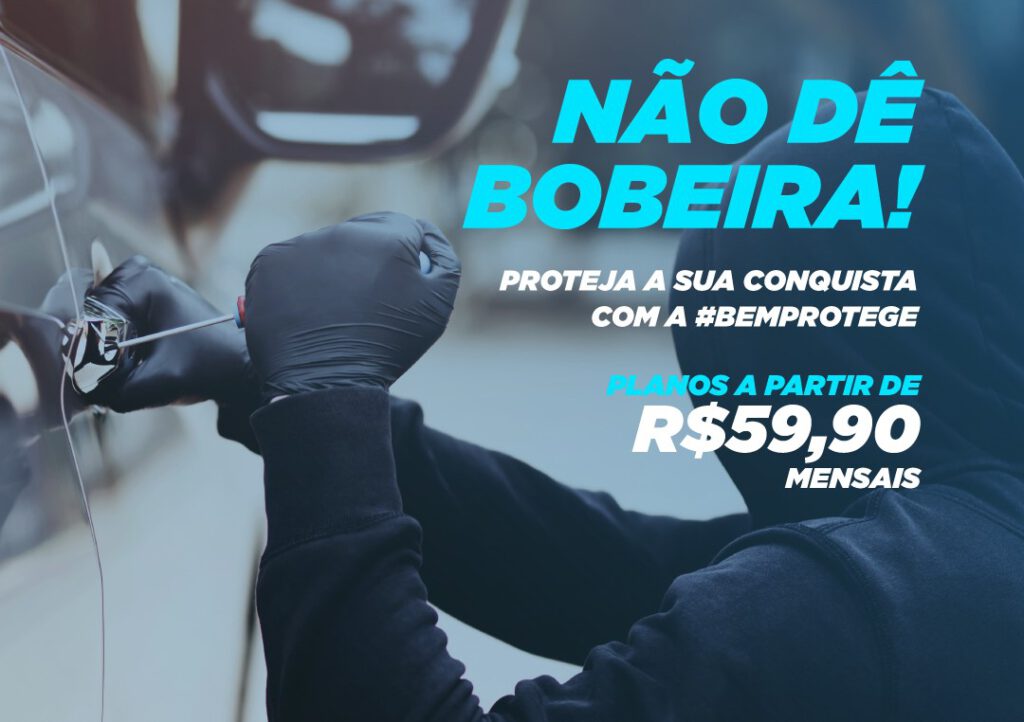 NÃO DÊ
BOBEIRA!
PROTEJA A SUA CONQUISTA
COM A #BEMPROTEGE
PLANOS A PARTIR DE
R$59,90
MENSAIS